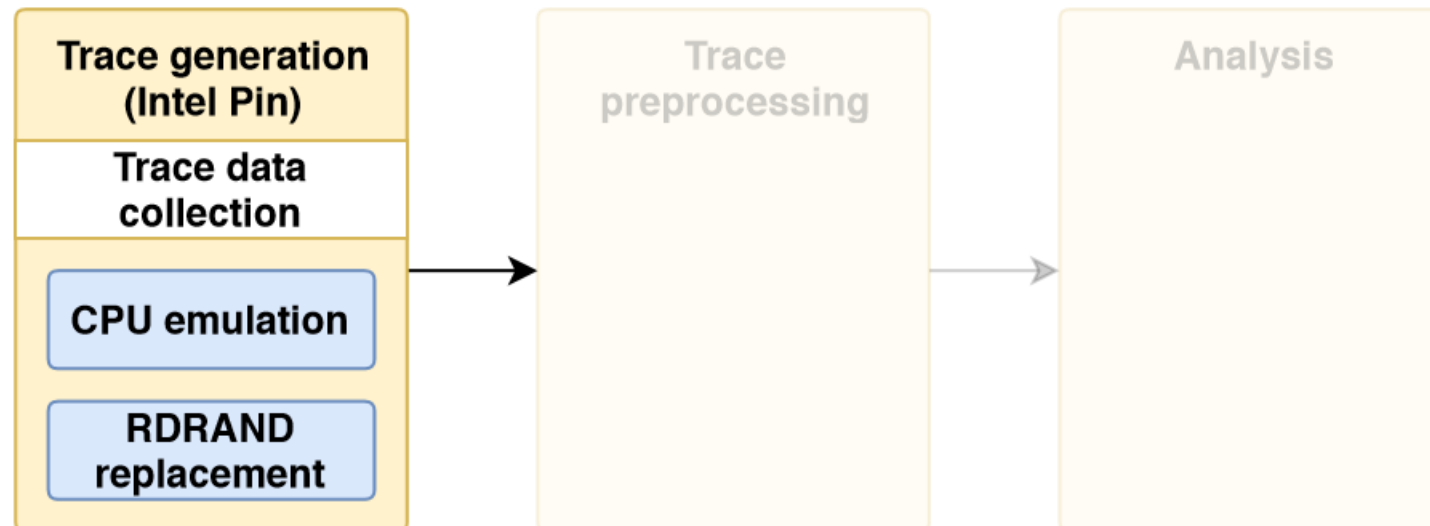 Trace generation
(Intel Pin)
Trace data
collection
CPU emulation
RDRAND
replacement
Trace
preprocessing
Analysis